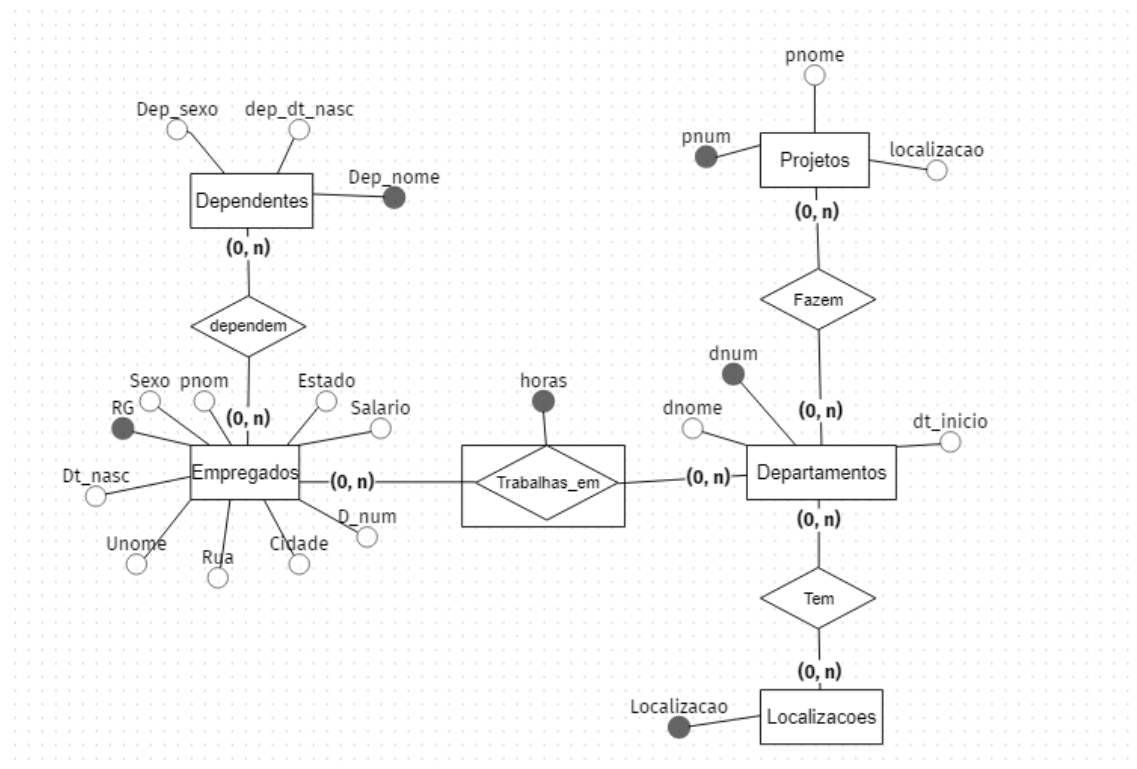 pnome
Dep_sexo
dep_dt_nasc
pnum
Projetos
localizacao
Dep_nome
Dependentes
(0, n)
(0, n)
Fazem
dependem
dnum
Sexo
pnom
Estado
horas
RG
Salario
dnome
(0, n)
(0, n)
dt_inicio
Dt_nasc
Empregados
(0, n)
Trabalhas_em
(0, n)
Departamentos
D_num
(0, n)
Unome
Rua
Cidade
Tem
(0, n)
Localizacao
Localizacoes